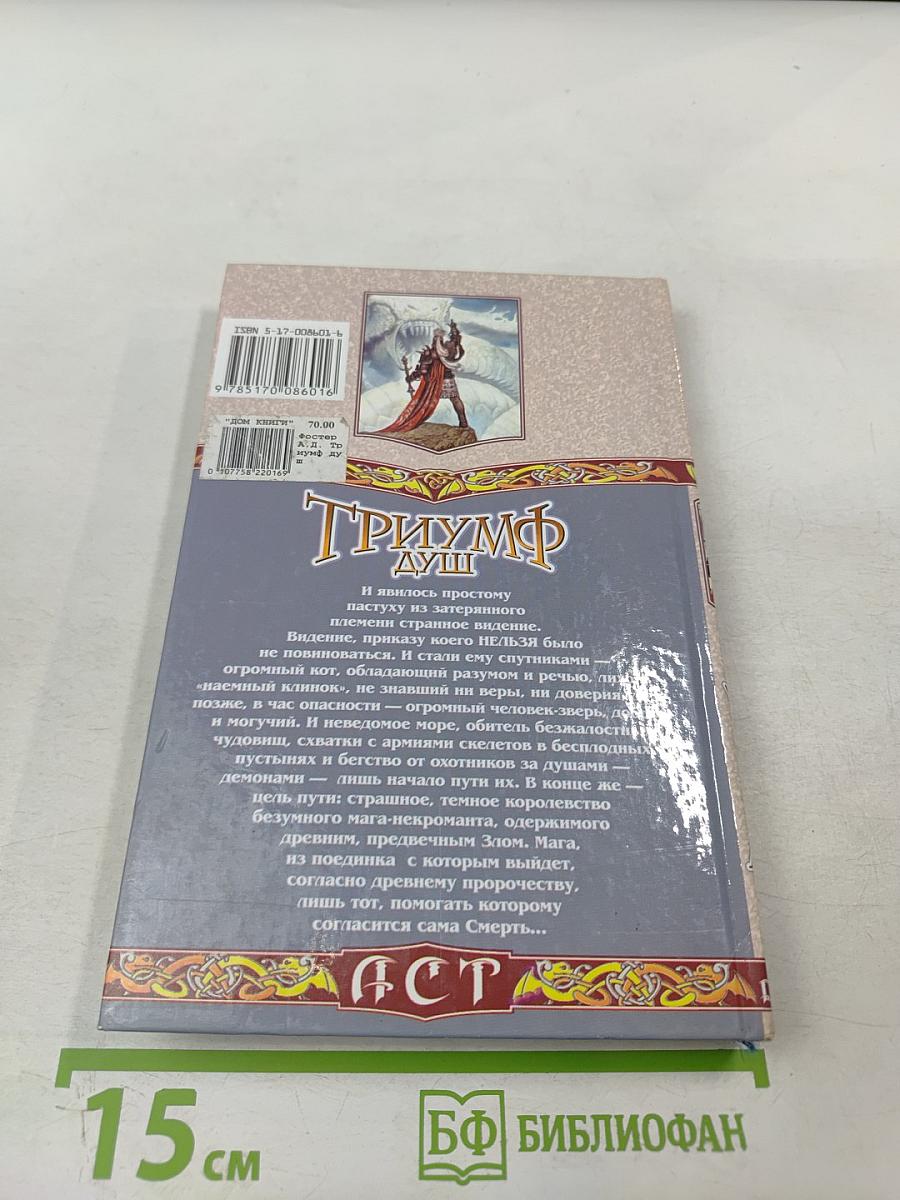 ISBN 5-17-008601-6
9 785170 086016
"ДОМ КНИГИ" 70.00
Фостер
А.Д. Тр
иумф ду
ш
0 307758 220169
ТРИУМФ
ДУШ
И явилось простому
пастуху из затерянного
племени странное видение.
Видение, приказу коего НЕЛЬЗЯ было
не повиноваться. И стали ему спутниками —
огромный кот, обладающий разумом и речью,
«наемный клинок», не знавший ни веры, ни доверия
позже, в час опасности — огромный человек-зверь,
и могучий. И неведомое море, обитель
чудовищ, схватки с армиями скелетов в бесплодных
пустынях и бегство от охотников за душами —
демонами — лишь начало пути их. В конце же —
цель пути: страшное, темное королевство
безумного мага-некроманта, одержимого
древним, предвечным Злом. Мага,
из поединка с которым выйдет,
согласно древнему пророчеству,
лишь тот, помогать которому
согласится сама Смерть...
АСТ
15 см
БФ БИБЛИОФАН